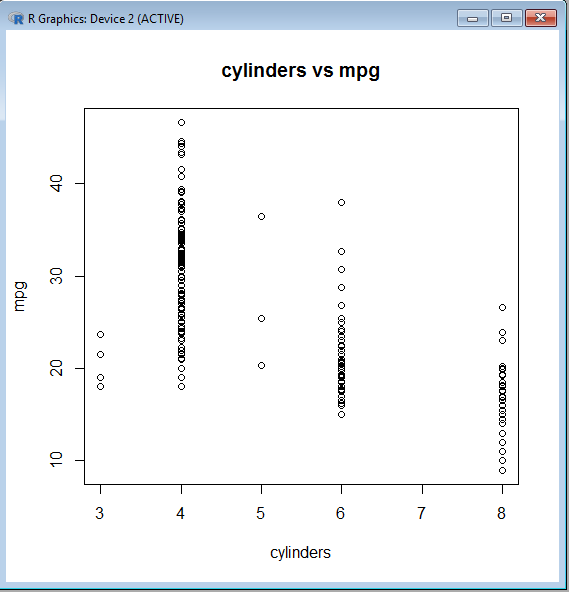 R Graphics: Device 2 (ACTIVE)
cylinders vs mpg
mpg
40
30
20
10
3 4 5 6 7 8
cylinders